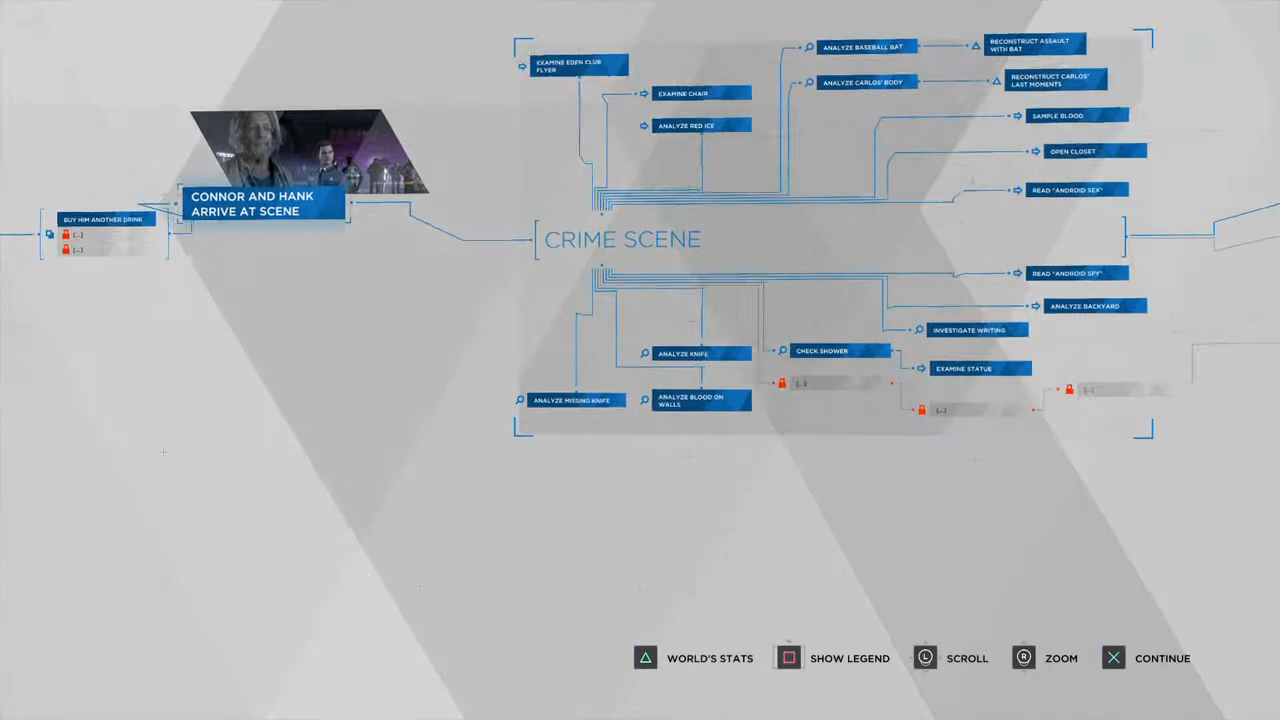 BUY HIM ANOTHER DRINK
[...]
[...]
CONNOR AND HANK
ARRIVE AT SCENE
EXAMINE EDEN CLUB
FLYER
EXAMINE CHAIR
ANALYZE RED ICE
ANALYZE BASEBALL BAT
RECONSTRUCT ASSAULT
WITH BAT
ANALYZE CARLOS' BODY
RECONSTRUCT CARLOS'
LAST MOMENTS
SAMPLE BLOOD
OPEN CLOSET
READ "ANDROID SEX"
CRIME SCENE
READ "ANDROID SPY"
ANALYZE BACKYARD
INVESTIGATE WRITING
ANALYZE KNIFE
CHECK SHOWER
EXAMINE STATUE
[...]
[...]
[...]
ANALYZE MISSING KNIFE
ANALYZE BLOOD ON
WALLS
WORLD'S STATS
SHOW LEGEND
L
SCROLL
R
ZOOM
CONTINUE